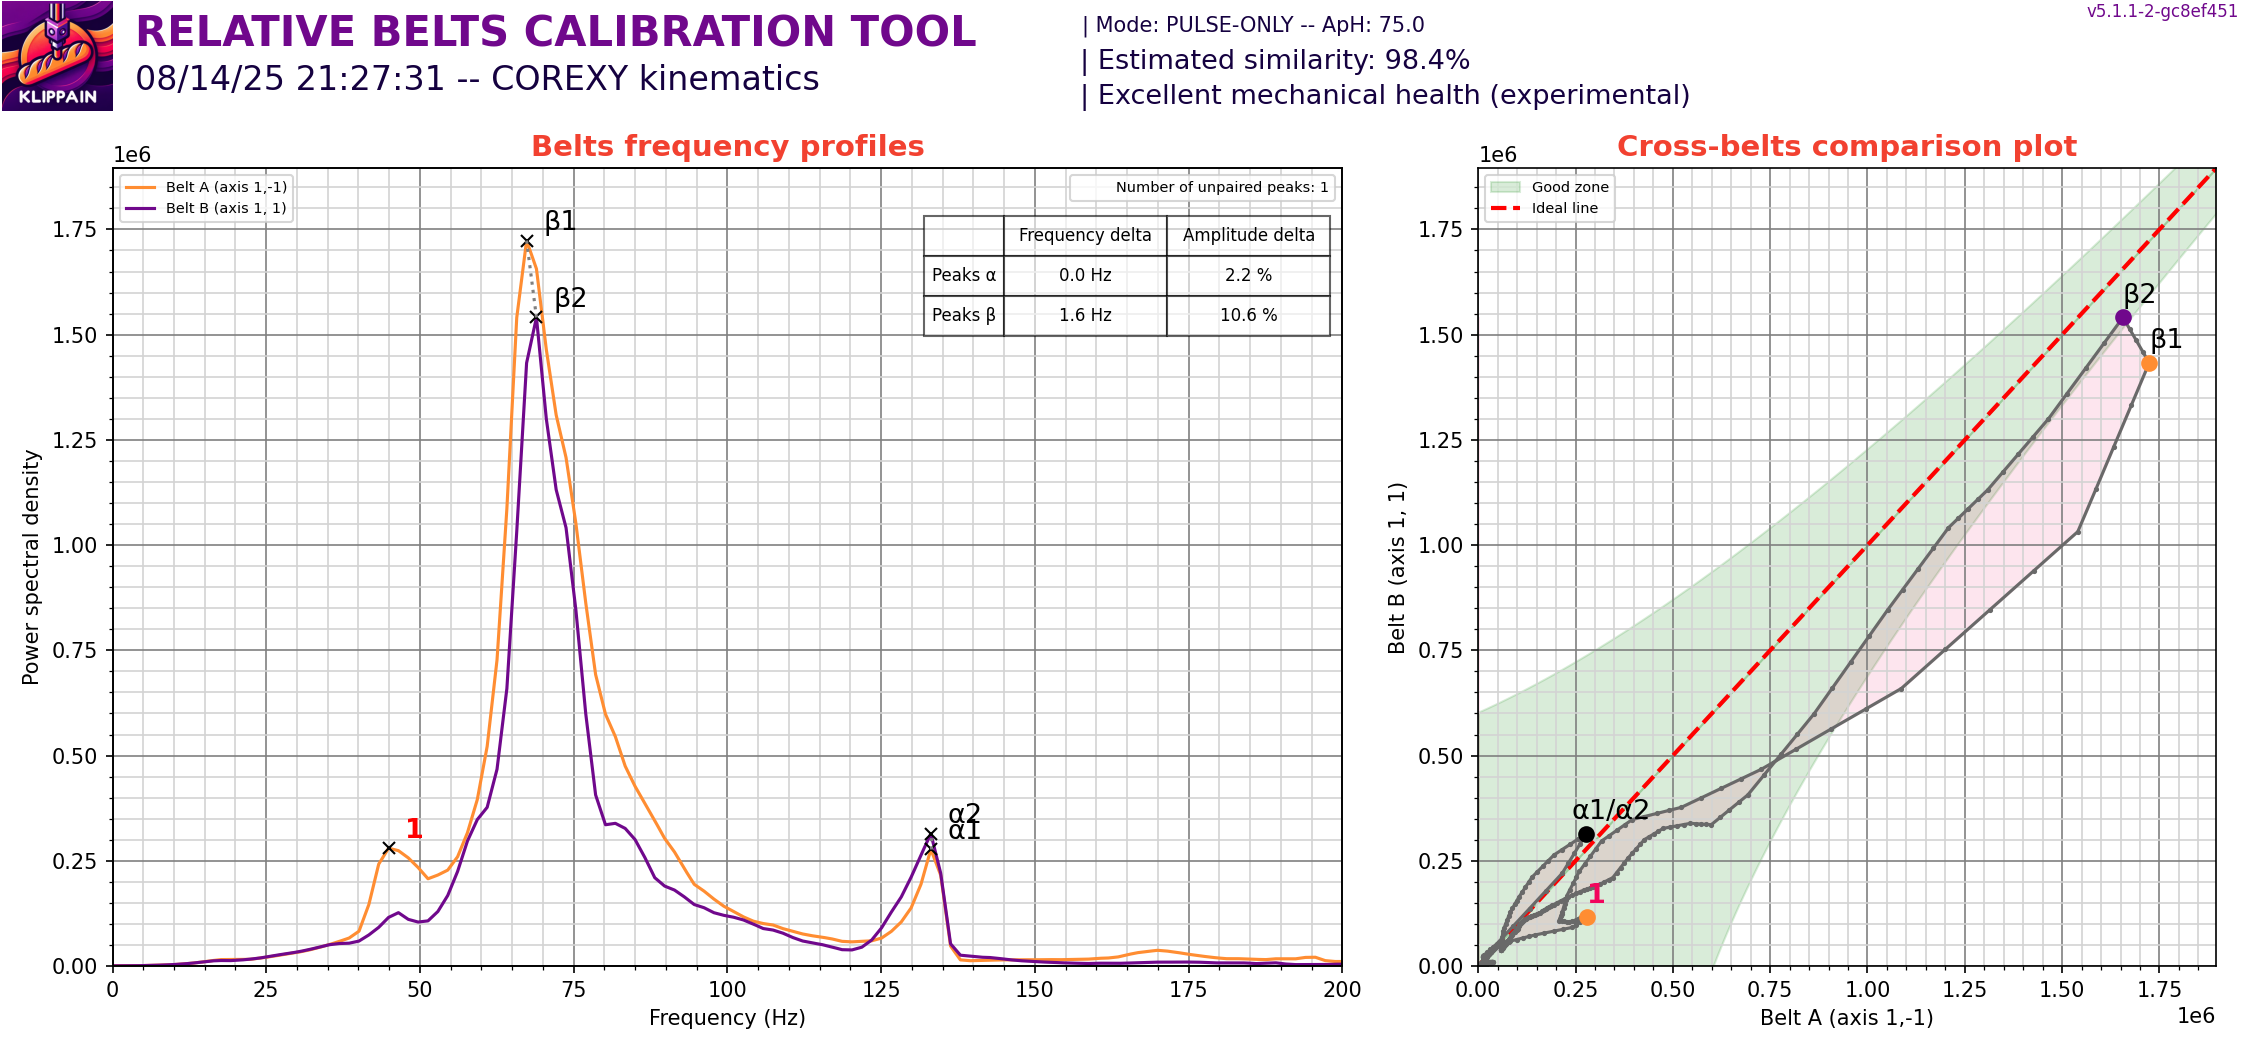 KLIPPAIN
RELATIVE BELTS CALIBRATION TOOL
08/14/25 21:27:31 -- COREXY kinematics
| Mode: PULSE-ONLY -- ApH: 75.0
| Estimated similarity: 98.4%
| Excellent mechanical health (experimental)
v5.1.1-2-gc8ef451
Belts frequency profiles
1e6
Belt A (axis 1,-1)
Belt B (axis 1, 1)
Number of unpaired peaks: 1
Frequency delta Amplitude delta
Peaks α 0.0 Hz 2.2 %
Peaks β 1.6 Hz 10.6 %
β1
β2
1
α2
α1
1.75
1.50
1.25
1.00
0.75
0.50
0.25
0.00
Power spectral density
0 25 50 75 100 125 150 175 200
Frequency (Hz)
Cross-belts comparison plot
1e6
Good zone
Ideal line
β2
β1
α1/α2
1
1.75
1.50
1.25
1.00
0.75
0.50
0.25
0.00
Belt B (axis 1, 1)
0.00 0.25 0.50 0.75 1.00 1.25 1.50 1.75
Belt A (axis 1,-1)
1e6